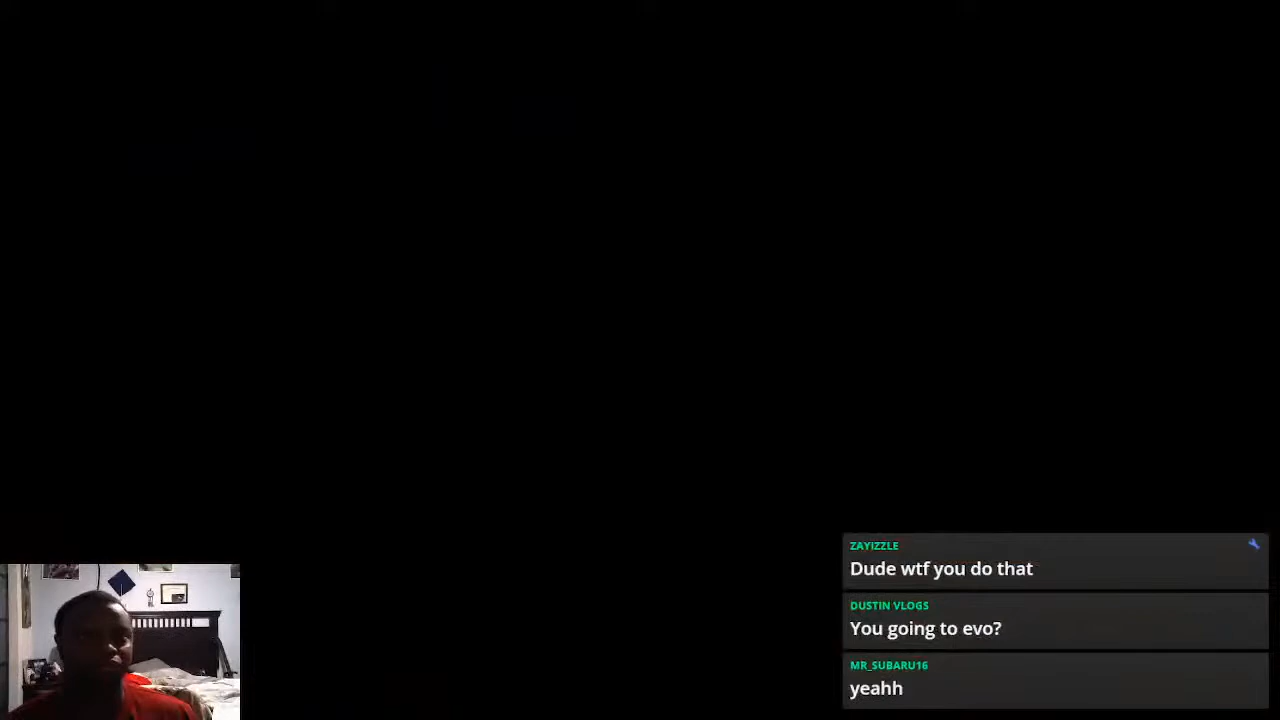 ZAYIZZLE
Dude wtf you do that
DUSTIN VLOGS
You going to evo?
MR_SUBARU16
yeahh